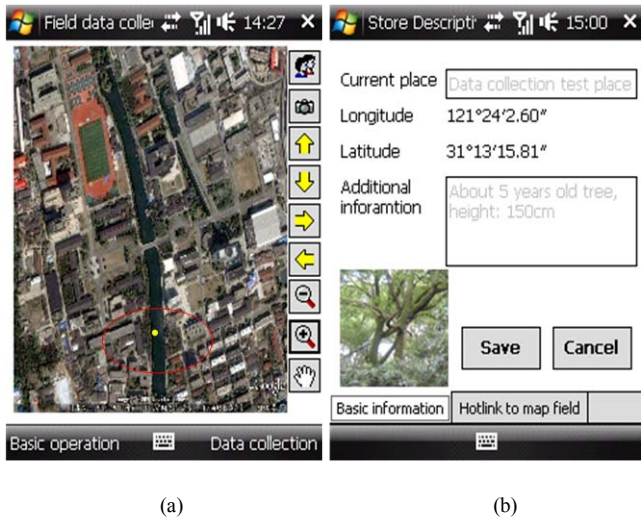 Field data colle 14:27
Basic operation Data collection
(a)
Store Descripti 15:00
Current place Data collection test place
Longitude 121°24'2.60"
Latitude 31°13'15.81"
Additional
inforamtion
About 5 years old tree,
height: 150cm
Save Cancel
Basic information Hotlink to map field
(b)